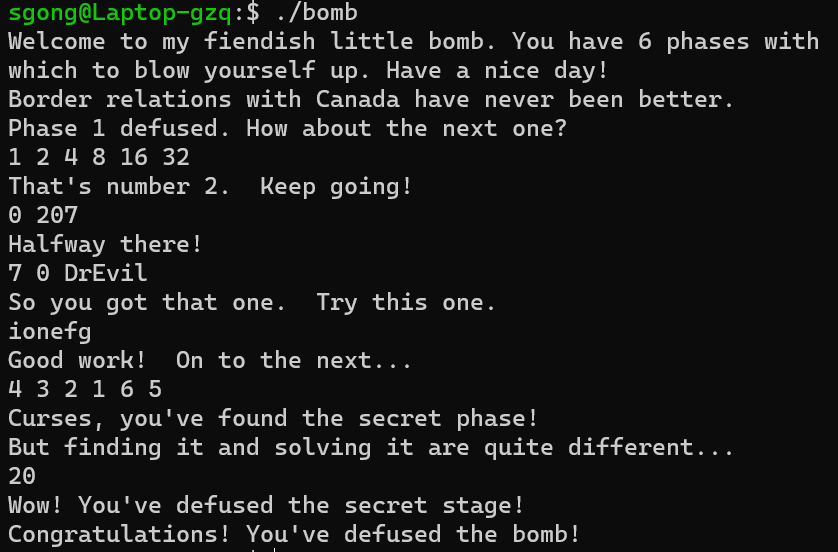 sgong@Laptop-gzq:$ ./bomb
Welcome to my fiendish little bomb. You have 6 phases with
which to blow yourself up. Have a nice day!
Border relations with Canada have never been better.
Phase 1 defused. How about the next one?
1 2 4 8 16 32
That's number 2.  Keep going!
0 207
Halfway there!
7 0 DrEvil
So you got that one.  Try this one.
ionefg
Good work!  On to the next...
4 3 2 1 6 5
Curses, you've found the secret phase!
But finding it and solving it are quite different...
20
Wow! You've defused the secret stage!
Congratulations! You've defused the bomb!